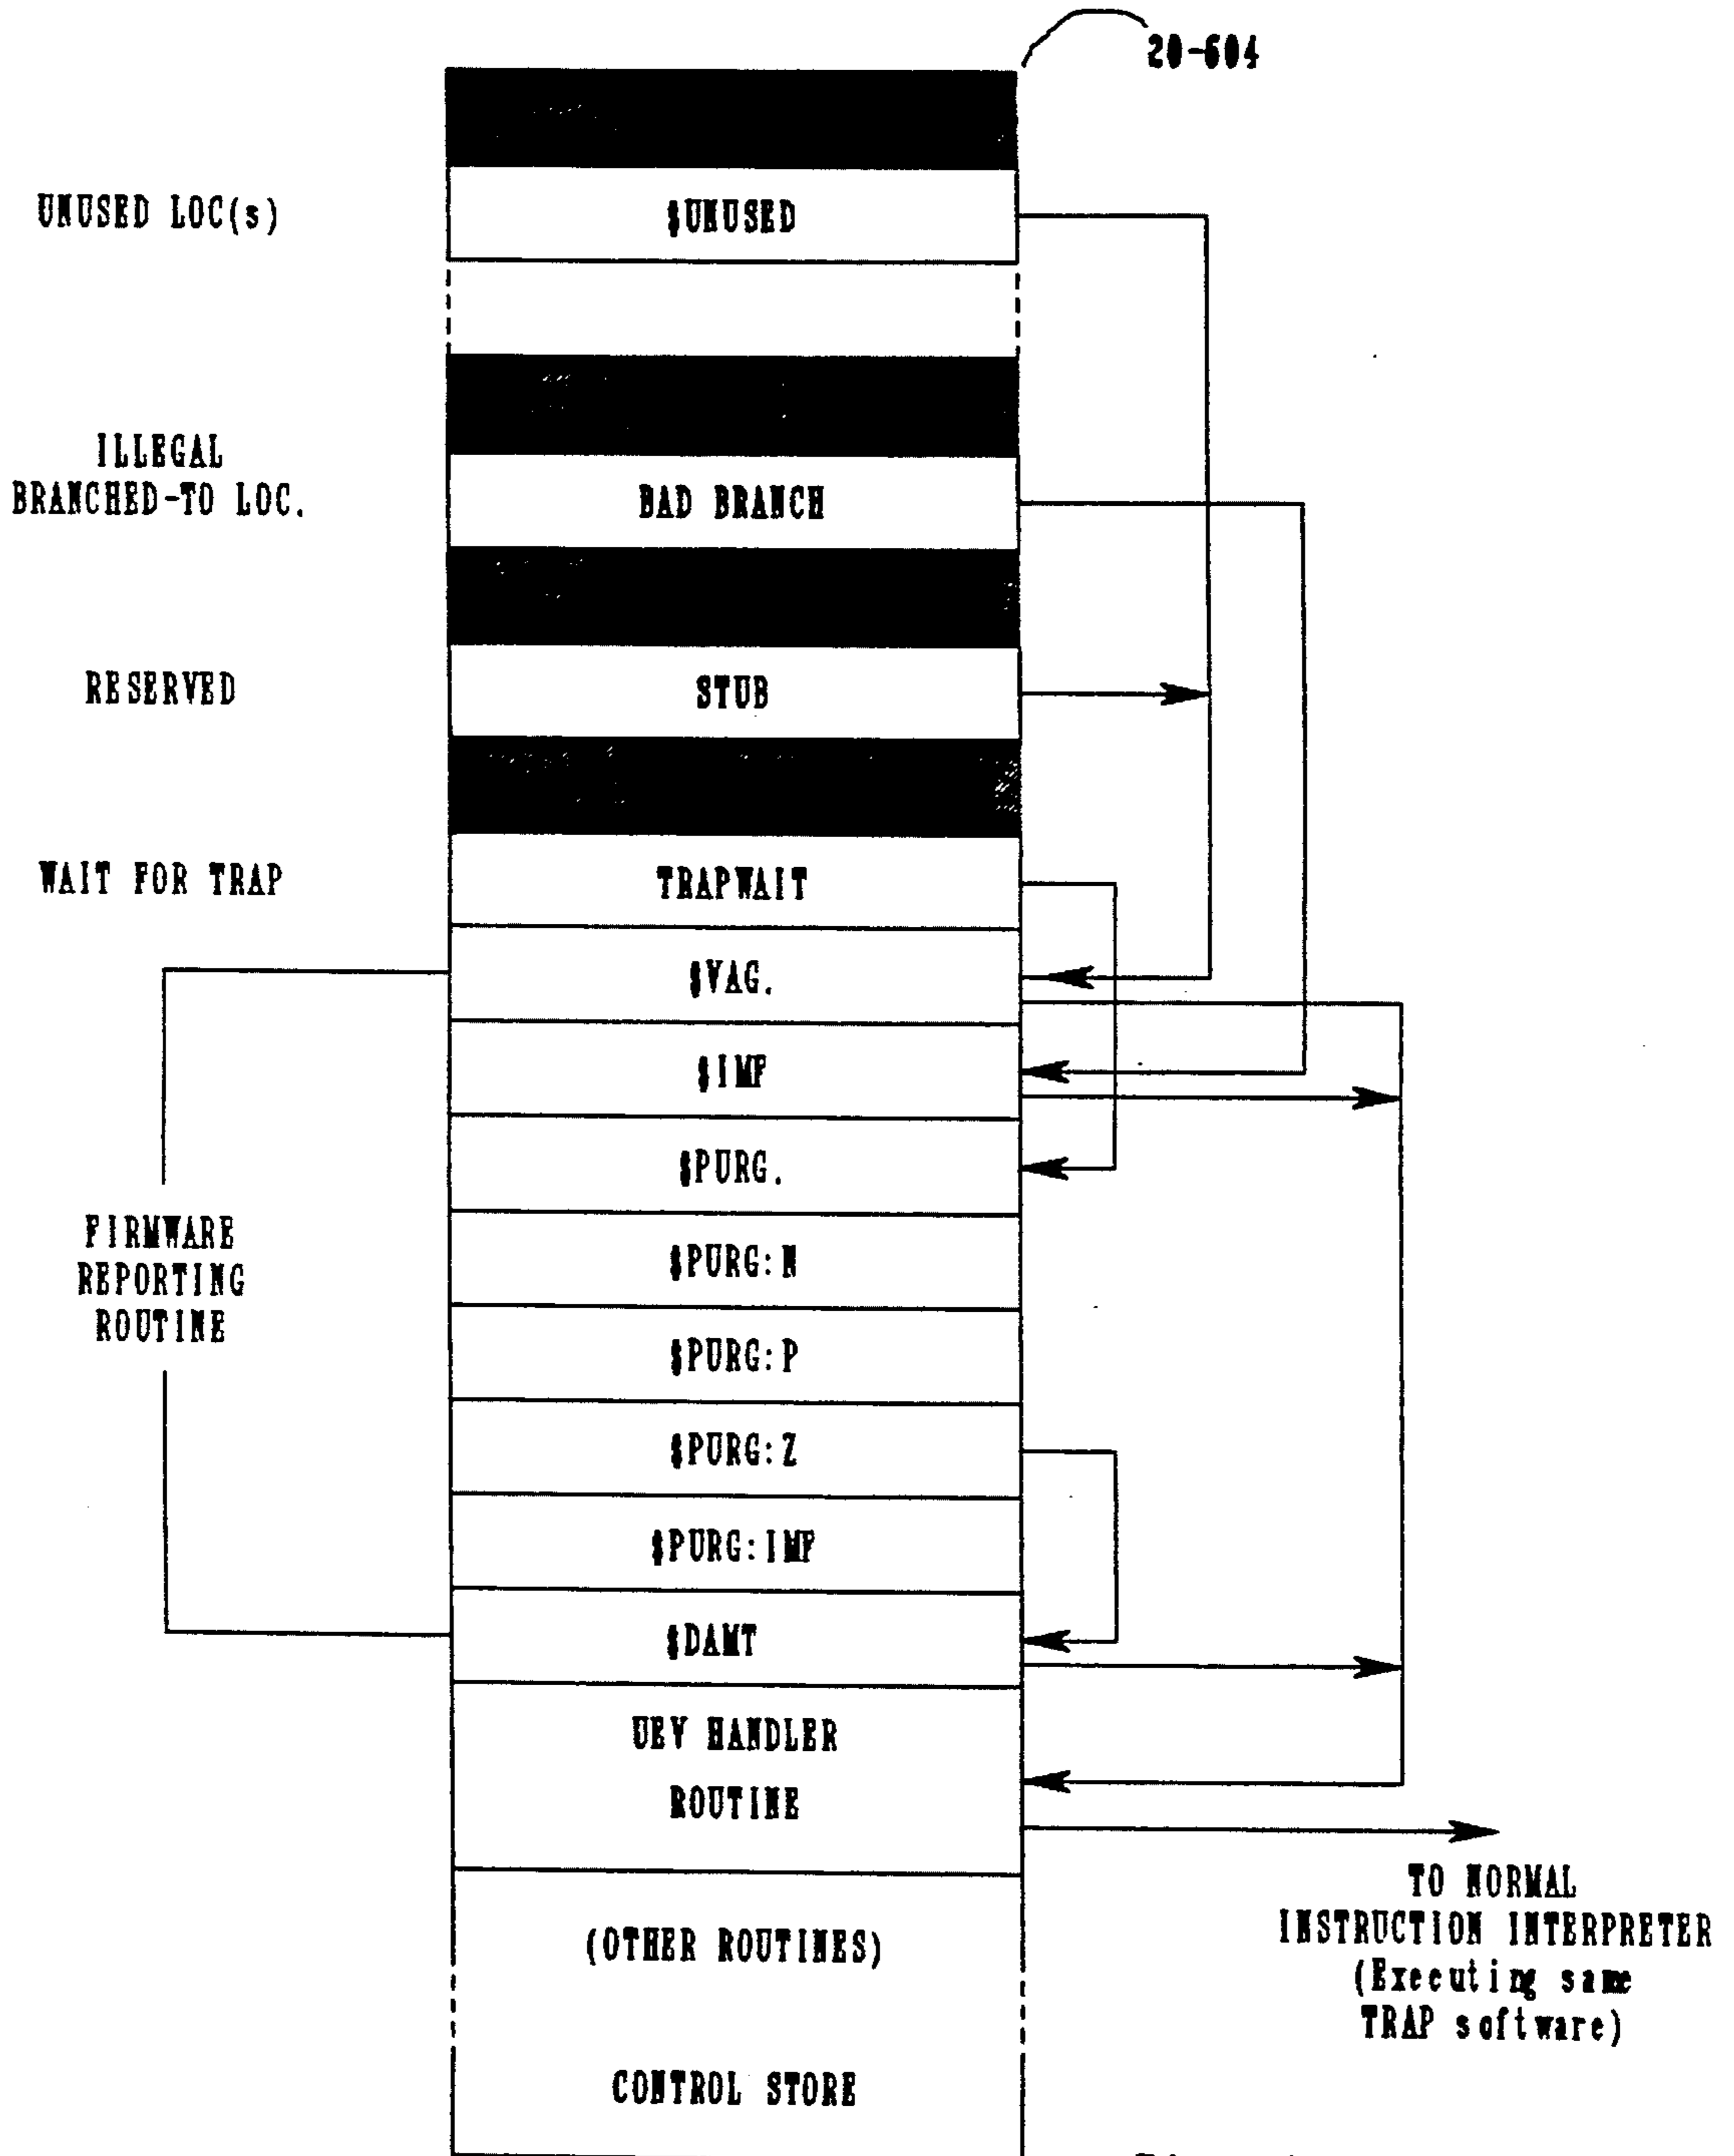 20-604
UNUSED LOC(s)
$UNUSED
ILLEGAL
BRANCHED-TO LOC.
BAD BRANCH
RESERVED
STUB
WAIT FOR TRAP
TRAPWAIT
$VAG.
$IMF
$PURG.
FIRMWARE
REPORTING
ROUTINE
$PURG:N
$PURG:P
$PURG:Z
$PURG:IMF
$DAMT
UEV HANDLER
ROUTINE
TO NORMAL
INSTRUCTION INTERPRETER
(Executing same
TRAP software)
(OTHER ROUTINES)
CONTROL STORE